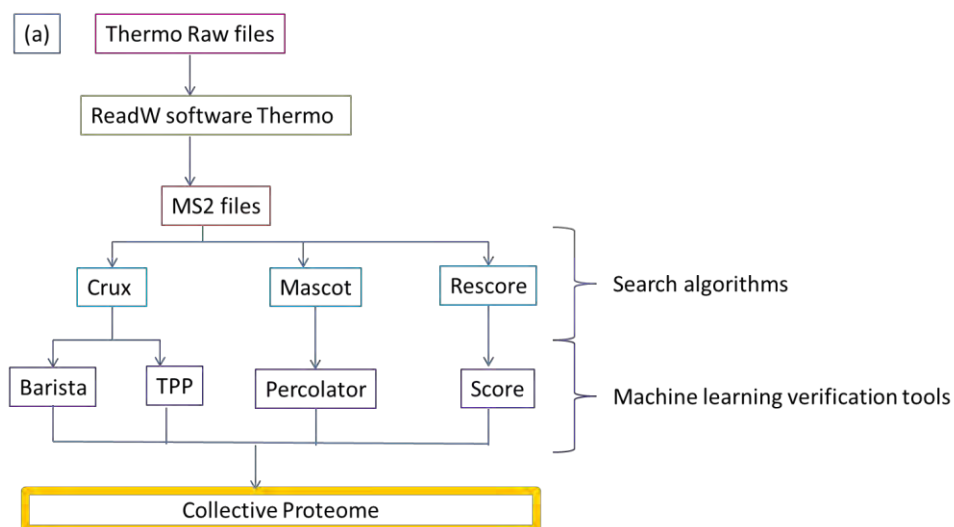 (a)
Thermo Raw files
ReadW software Thermo
MS2 files
Crux
Mascot
Rescore
Search algorithms
Barista
TPP
Percolator
Score
Machine learning verification tools
Collective Proteome